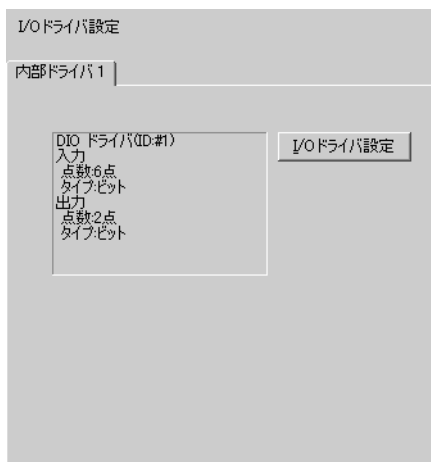 I/Oドライバ設定
内部ドライバ 1
DIO ドライバ(ID:#1)
入力
点数:6点
タイプ:ビット
出力
点数:2点
タイプ:ビット
I/Oドライバ設定